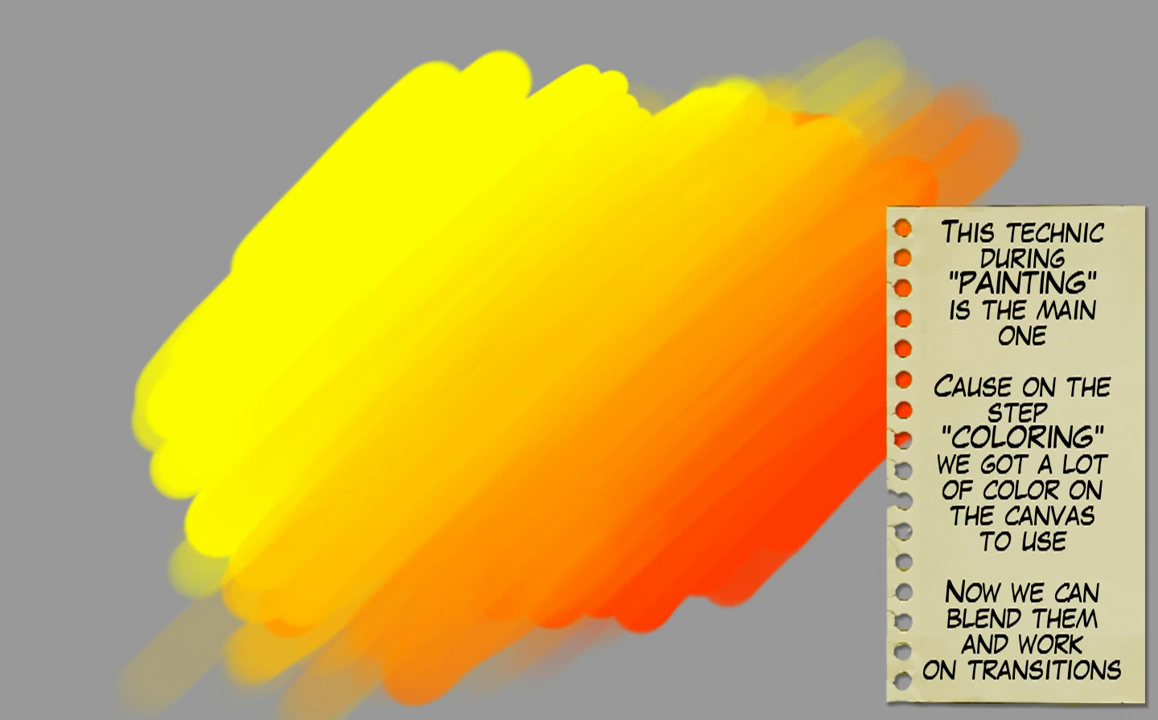 THIS TECHNIC
DURING
"PAINTING"
IS THE MAIN
ONE
CAUSE ON THE
STEP
"COLORING"
WE GOT A LOT
OF COLOR ON
THE CANVAS
TO USE
NOW WE CAN
BLEND THEM
AND WORK
ON TRANSITIONS